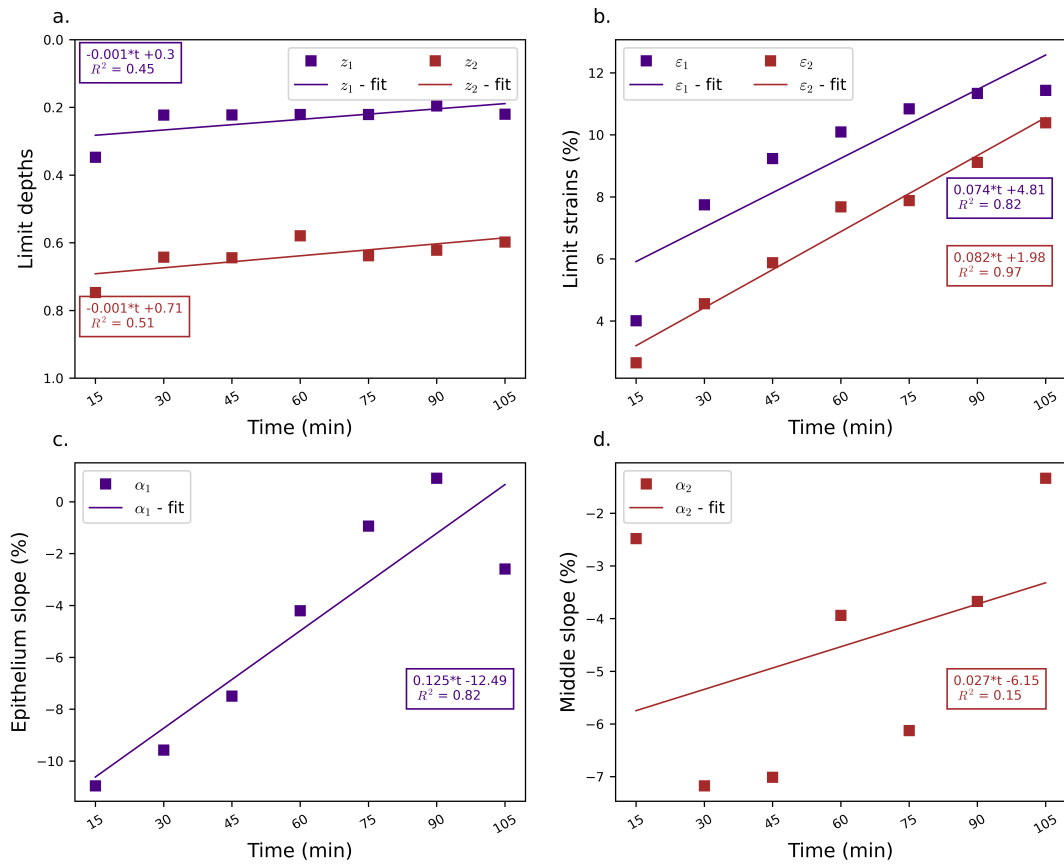 a.
-0.001*t +0.3
R² = 0.45
z₁ z₂
z₁ - fit z₂ - fit
-0.001*t +0.71
R² = 0.51
0.0
0.2
0.4
0.6
0.8
1.0
Limit depths
15 30 45 60 75 90 105
Time (min)
b.
ε₁ ε₂
ε₁ - fit ε₂ - fit
0.074*t +4.81
R² = 0.82
0.082*t +1.98
R² = 0.97
12
10
8
6
4
Limit strains (%)
15 30 45 60 75 90 105
Time (min)
c.
α₁
α₁ - fit
0.125*t -12.49
R² = 0.82
0
−2
−4
−6
−8
−10
Epithelium slope (%)
15 30 45 60 75 90 105
Time (min)
d.
α₂
α₂ - fit
0.027*t -6.15
R² = 0.15
−2
−3
−4
−5
−6
−7
Middle slope (%)
15 30 45 60 75 90 105
Time (min)